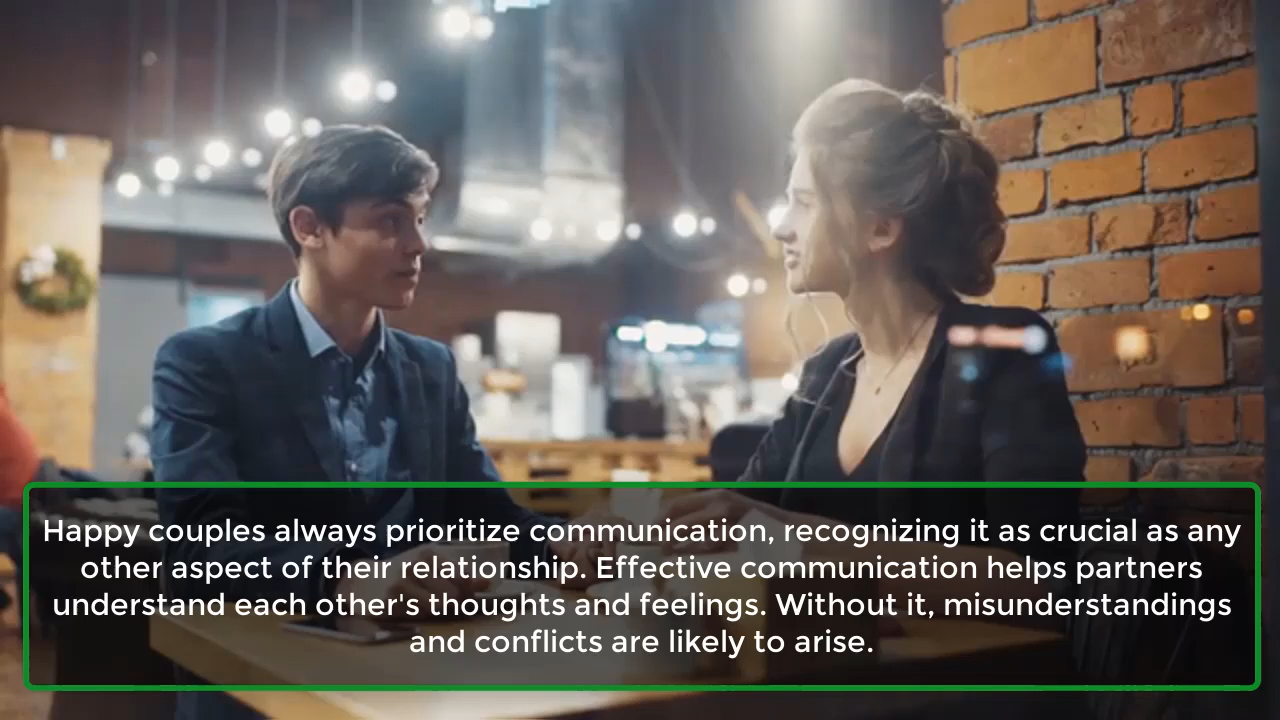 Happy couples always prioritize communication, recognizing it as crucial as any
other aspect of their relationship. Effective communication helps partners
understand each other's thoughts and feelings. Without it, misunderstandings
and conflicts are likely to arise.